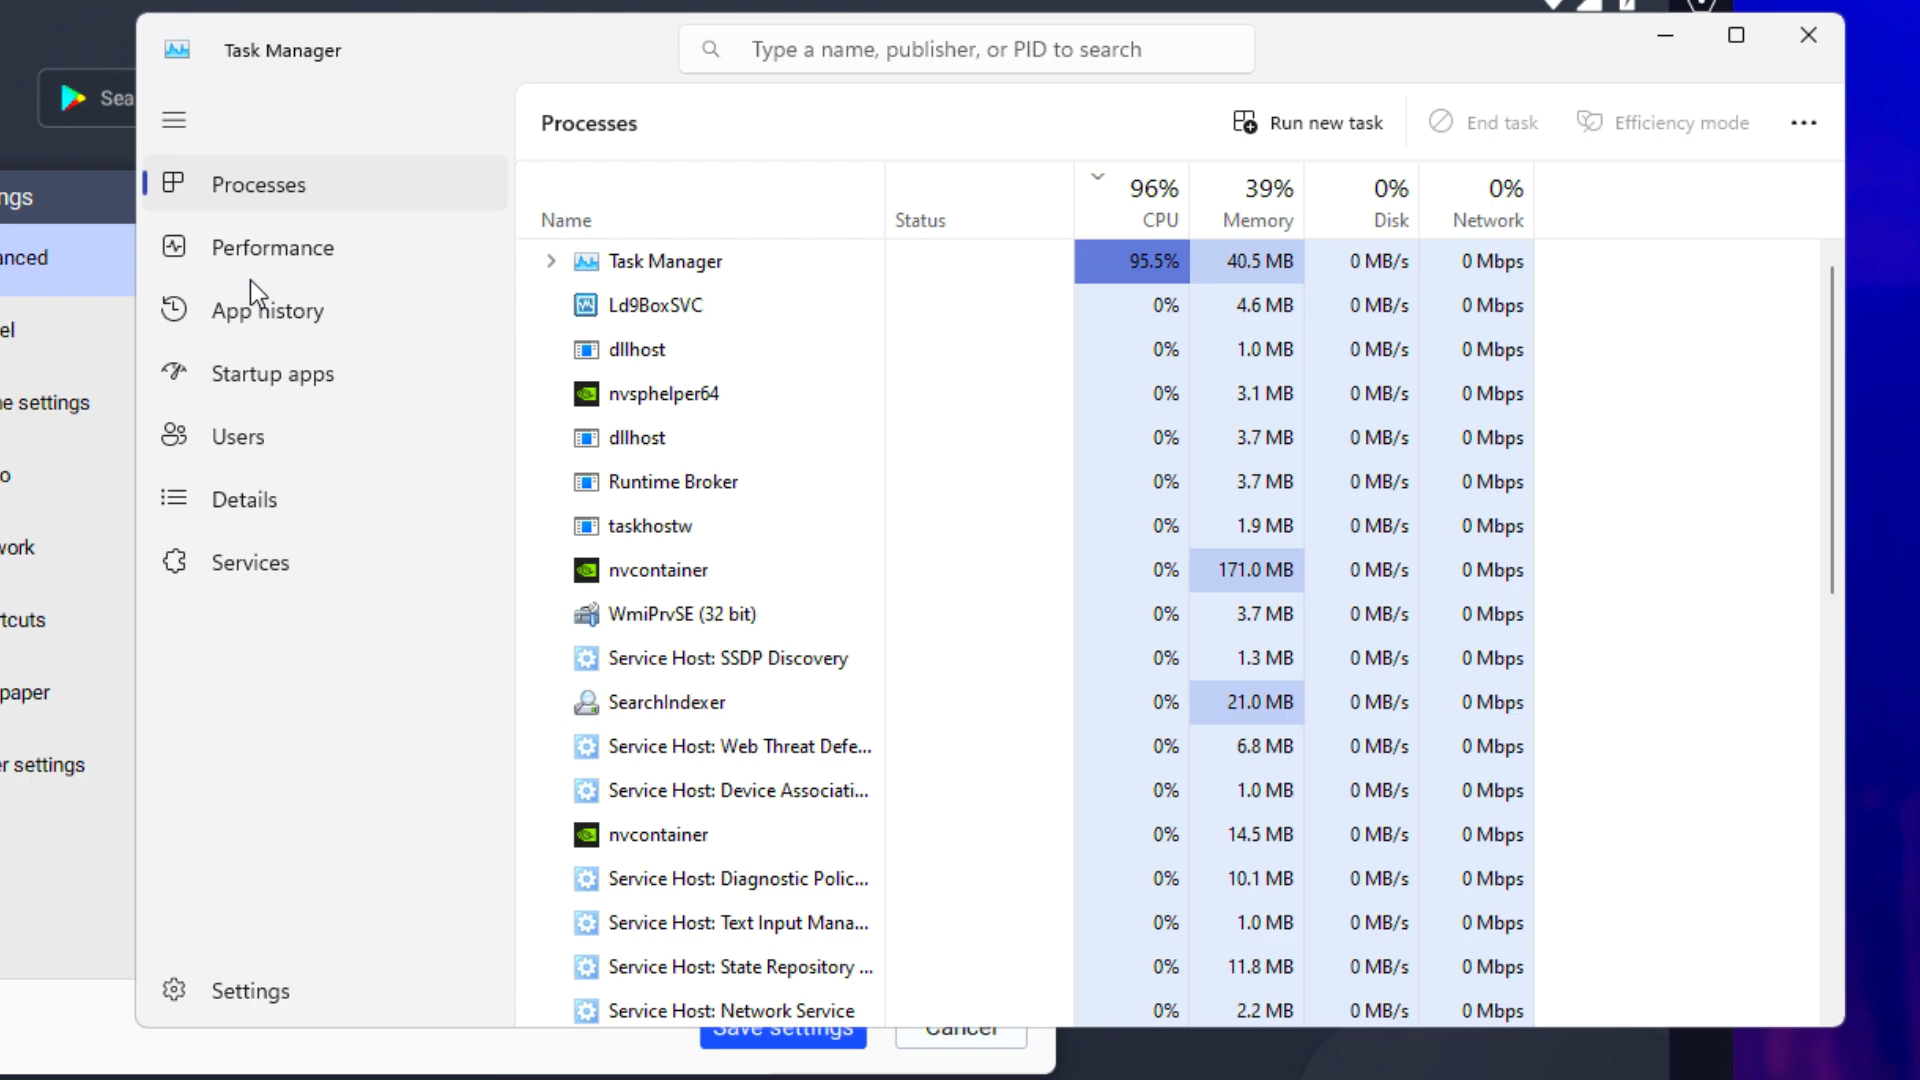 Task Manager
Type a name, publisher, or PID to search
Sea
ngs
anced
el
ne settings
o
work
rtcuts
paper
er settings
Processes
Performance
App history
Startup apps
Users
Details
Services
Settings
Processes
Run new task
End task
Efficiency mode
96% 39% 0% 0%
Name Status CPU Memory Disk Network
Task Manager 95.5% 40.5 MB 0 MB/s 0 Mbps
Ld9BoxSVC 0% 4.6 MB 0 MB/s 0 Mbps
dllhost 0% 1.0 MB 0 MB/s 0 Mbps
nvsphelper64 0% 3.1 MB 0 MB/s 0 Mbps
dllhost 0% 3.7 MB 0 MB/s 0 Mbps
Runtime Broker 0% 3.7 MB 0 MB/s 0 Mbps
taskhostw 0% 1.9 MB 0 MB/s 0 Mbps
nvcontainer 0% 171.0 MB 0 MB/s 0 Mbps
WmiPrvSE (32 bit) 0% 3.7 MB 0 MB/s 0 Mbps
Service Host: SSDP Discovery 0% 1.3 MB 0 MB/s 0 Mbps
SearchIndexer 0% 21.0 MB 0 MB/s 0 Mbps
Service Host: Web Threat Defe... 0% 6.8 MB 0 MB/s 0 Mbps
Service Host: Device Associati... 0% 1.0 MB 0 MB/s 0 Mbps
nvcontainer 0% 14.5 MB 0 MB/s 0 Mbps
Service Host: Diagnostic Polic... 0% 10.1 MB 0 MB/s 0 Mbps
Service Host: Text Input Mana... 0% 1.0 MB 0 MB/s 0 Mbps
Service Host: State Repository ... 0% 11.8 MB 0 MB/s 0 Mbps
Service Host: Network Service 0% 2.2 MB 0 MB/s 0 Mbps
Save settings
Cancel